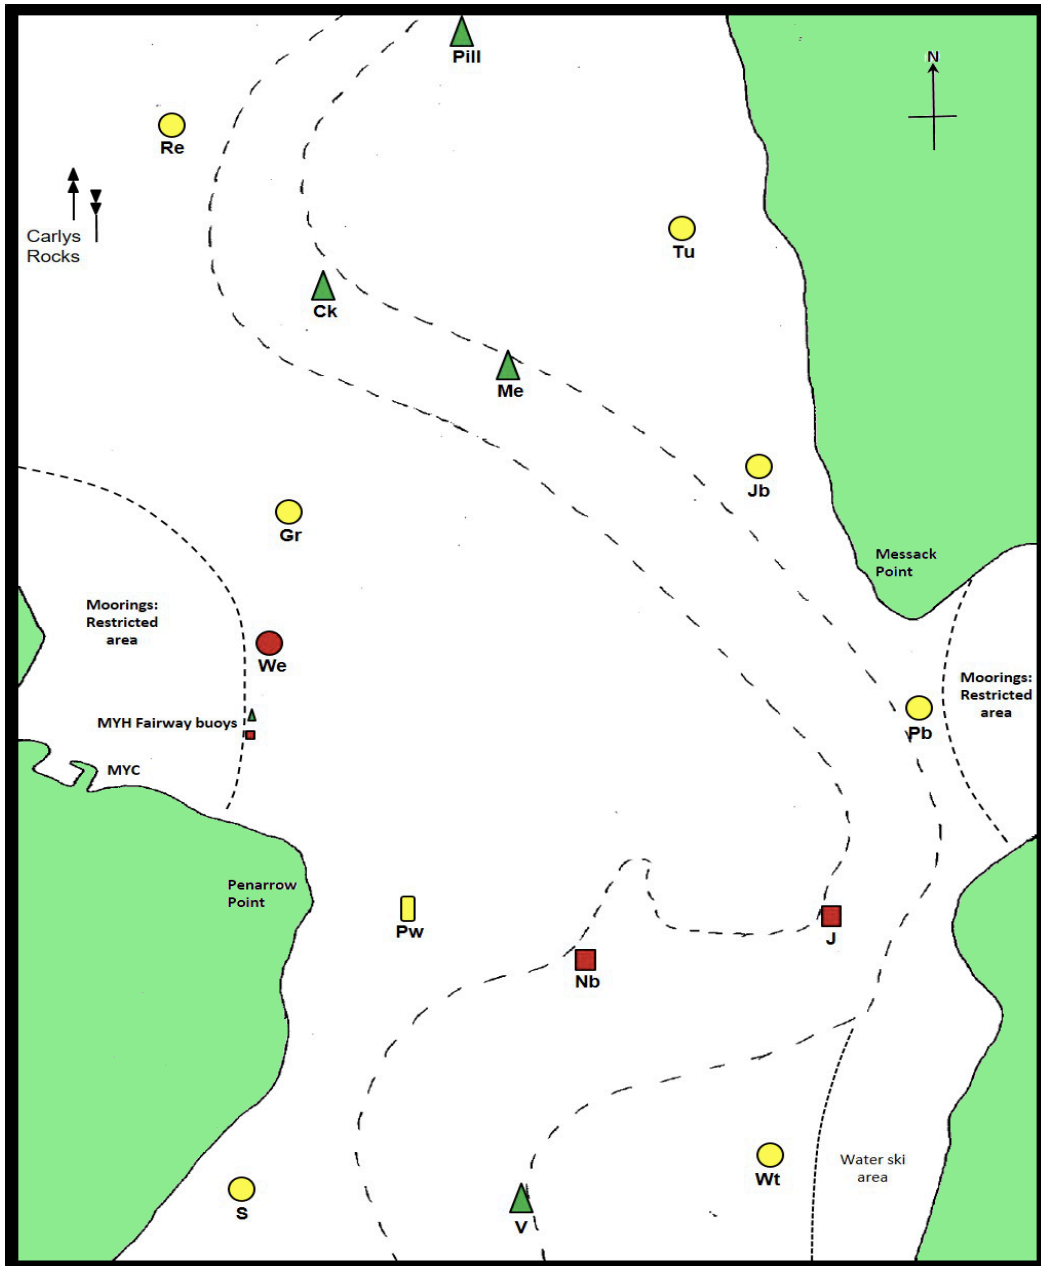 Pill
N
Re
Carlys
Rocks
Tu
Ck
Me
Jb
Gr
Messack
Point
Moorings:
Restricted
area
We
Moorings:
Restricted
area
MYH Fairway buoys
Pb
MYC
Penarrow
Point
Pw
J
Nb
Water ski
area
Wt
S
V